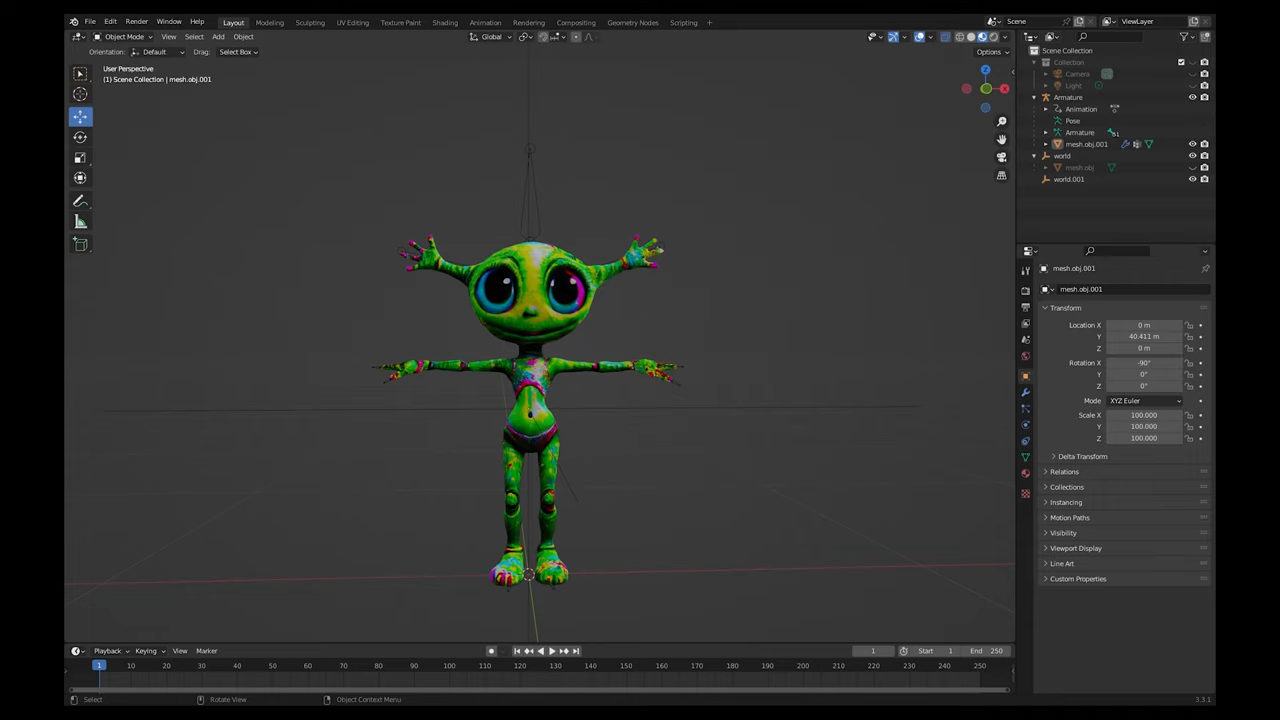 File Edit Render Window Help Layout Modeling Sculpting UV Editing Texture Paint Shading Animation Rendering Compositing Geometry Nodes Scripting + Scene ViewLayer
Object Mode View Select Add Object Global
Orientation: Default Drag: Select Box Options
User Perspective
(1) Scene Collection | mesh.obj.001
Z
X
Scene Collection
Collection
Camera
Light
Armature
Animation
Pose
Armature 51
mesh.obj.001
world
mesh.obj
world.001
mesh.obj.001
mesh.obj.001
Transform
Location X 0 m
Y 40.411 m
Z 0 m
Rotation X -90°
Y 0°
Z 0°
Mode XYZ Euler
Scale X 100.000
Y 100.000
Z 100.000
Delta Transform
Relations
Collections
Instancing
Motion Paths
Visibility
Viewport Display
Line Art
Custom Properties
Playback Keying View Marker 1 Start 1 End 250
1 10 20 30 40 50 60 70 80 90 100 110 120 130 140 150 160 170 180 190 200 210 220 230 240 250
Select Rotate View Object Context Menu 3.3.1